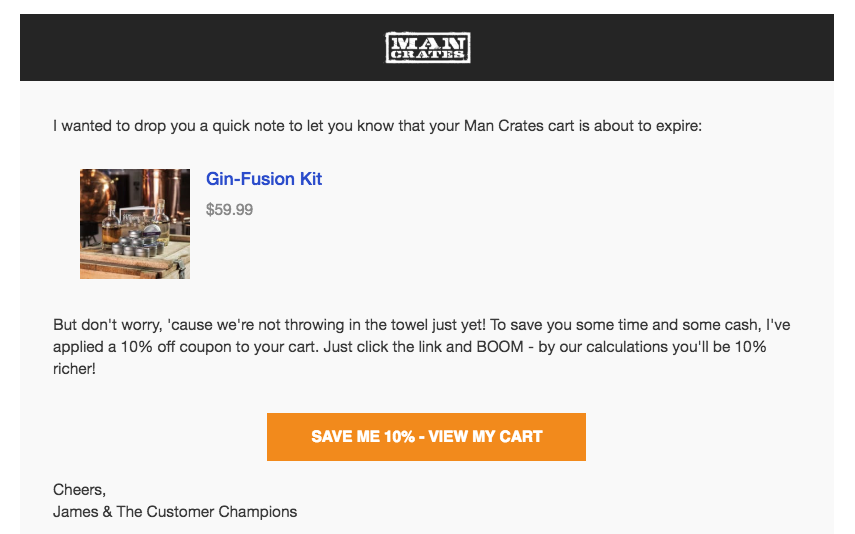 MAN
CRATES
I wanted to drop you a quick note to let you know that your Man Crates cart is about to expire:
Gin-Fusion Kit
$59.99
But don't worry, 'cause we're not throwing in the towel just yet! To save you some time and some cash, I've
applied a 10% off coupon to your cart. Just click the link and BOOM - by our calculations you'll be 10%
richer!
SAVE ME 10% - VIEW MY CART
Cheers,
James & The Customer Champions